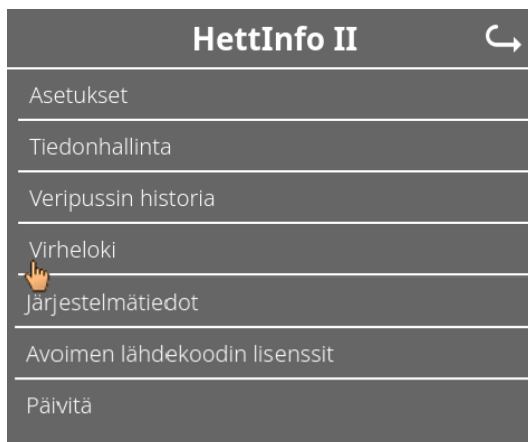 HettInfo II
Asetukset
Tiedonhallinta
Veripussin historia
Virheloki
Järjestelmätiedot
Avoimen lähdekoodin lisenssit
Päivitä